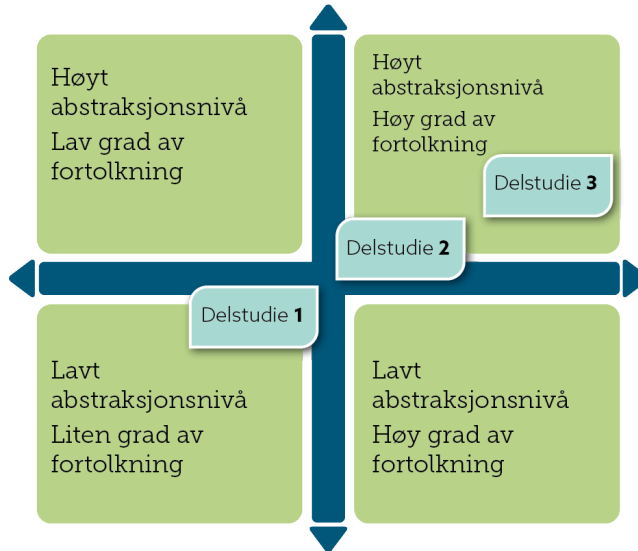 Høyt
abstraksjonsnivå
Lav grad av
fortolkning
Høyt
abstraksjonsnivå
Høy grad av
fortolkning
Delstudie 3
Delstudie 2
Delstudie 1
Lavt
abstraksjonsnivå
Liten grad av
fortolkning
Lavt
abstraksjonsnivå
Høy grad av
fortolkning